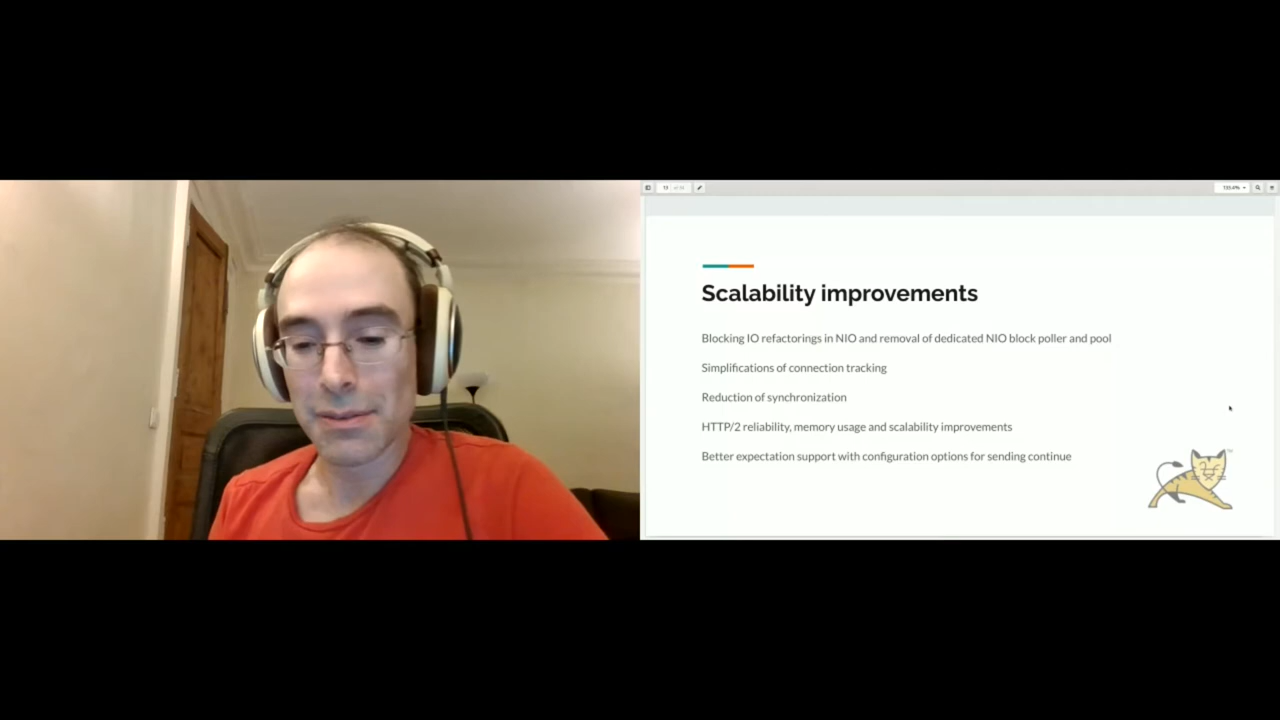 13
Scalability improvements
Blocking IO refactorings in NIO and removal of dedicated NIO block poller and pool
Simplifications of connection tracking
Reduction of synchronization
HTTP/2 reliability, memory usage and scalability improvements
Better expectation support with configuration options for sending continue
TM